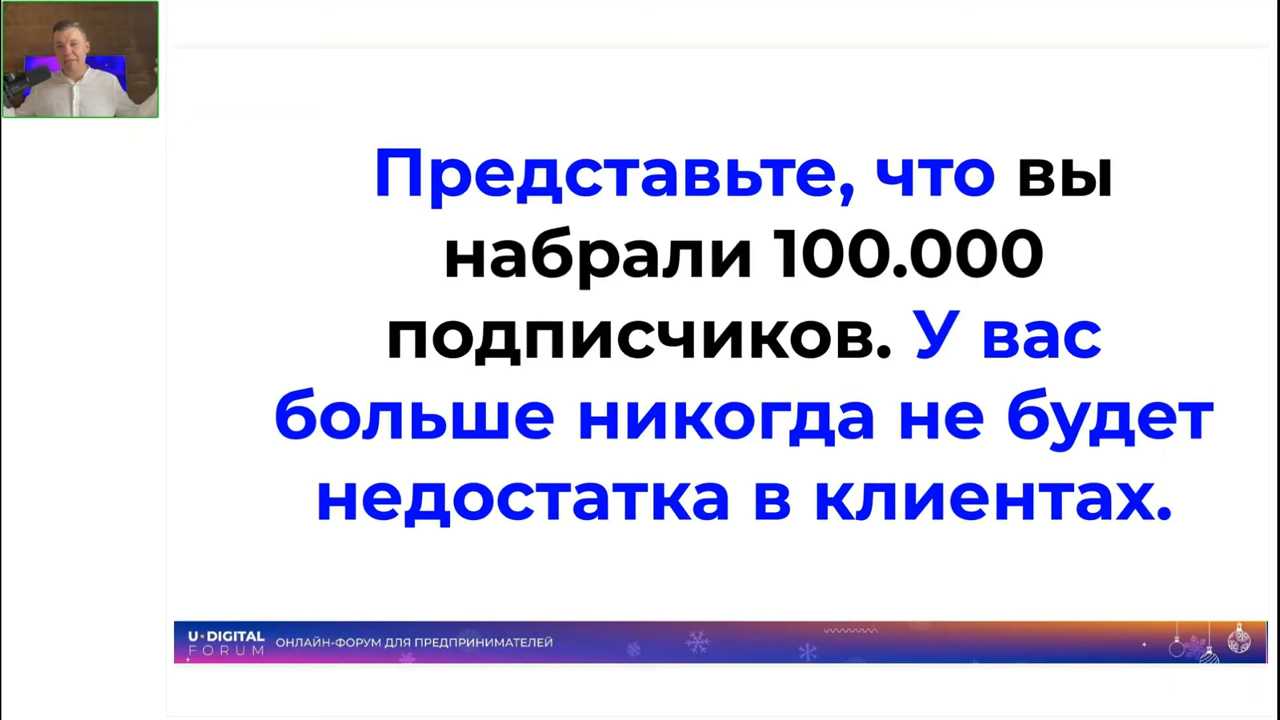 Представьте, что вы
набрали 100.000
подписчиков. У вас
больше никогда не будет
недостатка в клиентах.
U•DIGITAL
FORUM
ОНЛАЙН-ФОРУМ ДЛЯ ПРЕДПРИНИМАТЕЛЕЙ